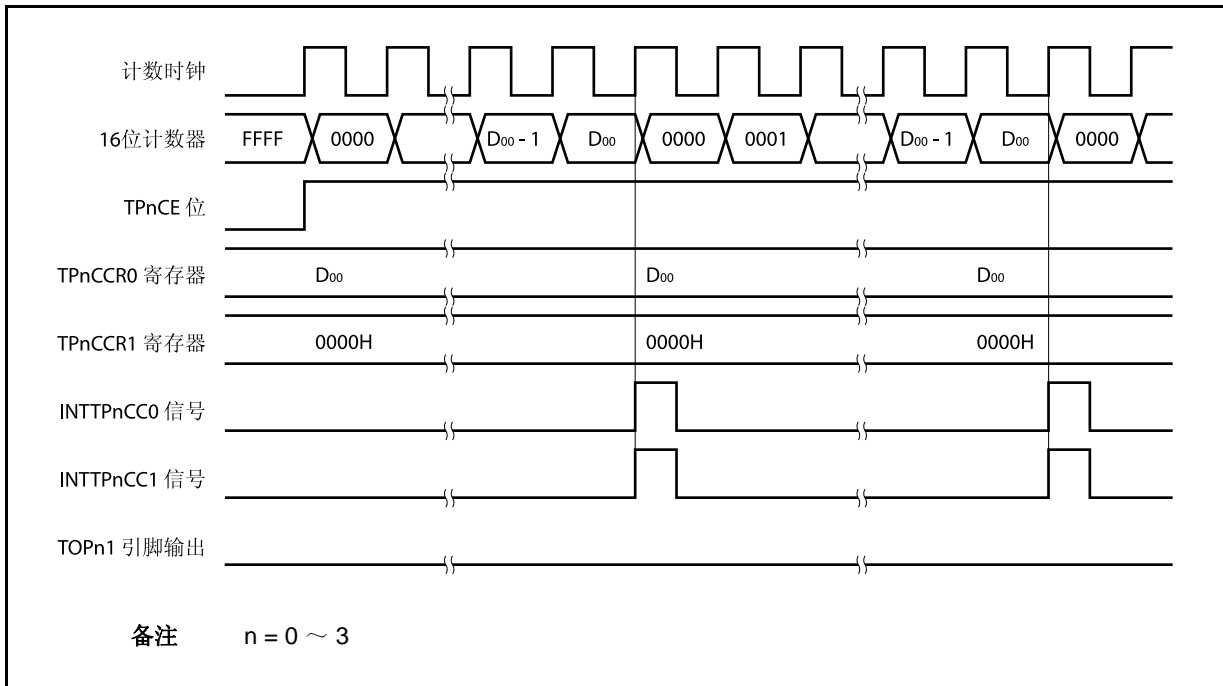 计数时钟
16位计数器 FFFF 0000 D00 - 1 D00 0000 0001 D00 - 1 D00 0000
TPnCE 位
TPnCCR0 寄存器 D00 D00 D00
TPnCCR1 寄存器 0000H 0000H 0000H
INTTPnCC0 信号
INTTPnCC1 信号
TOPn1 引脚输出
备注 n = 0 ～ 3